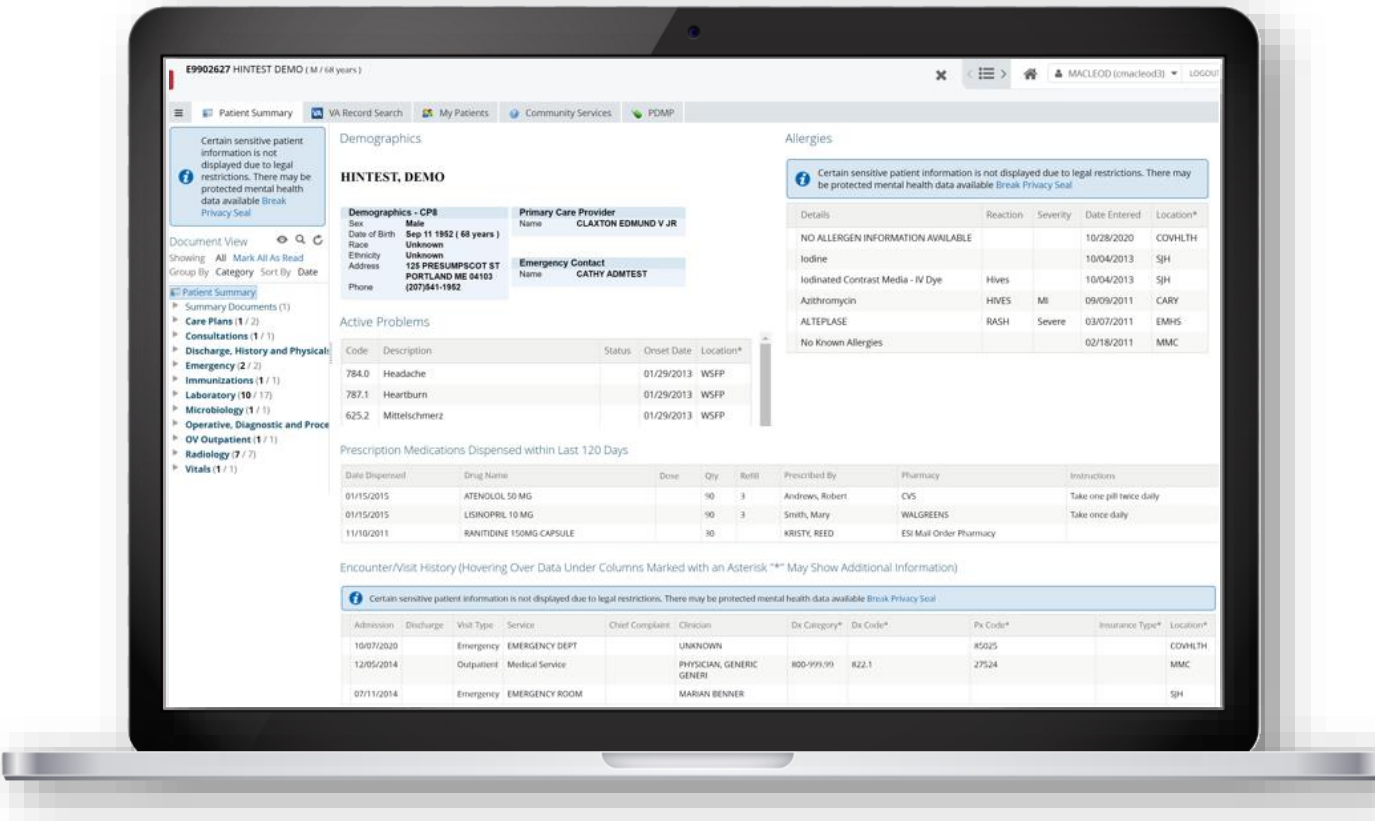 E9902627 HINTEST DEMO ( M / 68 years )
MACLEOD (cmacleod3) LOGOUT
Patient Summary VA Record Search My Patients Community Services PDMP
Certain sensitive patient
information is not
displayed due to legal
restrictions. There may be
protected mental health
data available Break
Privacy Seal
Document View
Showing All Mark All As Read
Group By Category Sort By Date
Patient Summary
Summary Documents (1)
Care Plans (1 / 2)
Consultations (1 / 1)
Discharge, History and Physicals
Emergency (2 / 2)
Immunizations (1 / 1)
Laboratory (10 / 17)
Microbiology (1 / 1)
Operative, Diagnostic and Proce
OV Outpatient (1 / 1)
Radiology (7 / 7)
Vitals (1 / 1)
Demographics
HINTEST, DEMO
Demographics - CP8
Sex Male
Date of Birth Sep 11 1952 ( 68 years )
Race Unknown
Ethnicity Unknown
Address 125 PRESUMPSCOT ST
PORTLAND ME 04103
Phone (207)541-1952
Primary Care Provider
Name CLAXTON EDMUND V JR
Emergency Contact
Name CATHY ADMTEST
Allergies
Certain sensitive patient information is not displayed due to legal restrictions. There may
be protected mental health data available Break Privacy Seal
Details Reaction Severity Date Entered Location*
NO ALLERGEN INFORMATION AVAILABLE 10/28/2020 COVHLTH
Iodine 10/04/2013 SJH
Iodinated Contrast Media - IV Dye Hives 10/04/2013 SJH
Azithromycin HIVES MI 09/09/2011 CARY
ALTEPLASE RASH Severe 03/07/2011 EMHS
No Known Allergies 02/18/2011 MMC
Active Problems
Code Description Status Onset Date Location*
784.0 Headache 01/29/2013 WSFP
787.1 Heartburn 01/29/2013 WSFP
625.2 Mittelschmerz 01/29/2013 WSFP
Prescription Medications Dispensed within Last 120 Days
Date Dispensed Drug Name Dose Qty Refill Prescribed By Pharmacy Instructions
01/15/2015 ATENOLOL 50 MG 90 3 Andrews, Robert CVS Take one pill twice daily
01/15/2015 LISINOPRIL 10 MG 90 3 Smith, Mary WALGREENS Take once daily
11/10/2011 RANITIDINE 150MG CAPSULE 30 KRISTY, REED ESI Mail Order Pharmacy
Encounter/Visit History (Hovering Over Data Under Columns Marked with an Asterisk "*" May Show Additional Information)
Certain sensitive patient information is not displayed due to legal restrictions. There may be protected mental health data available Break Privacy Seal
Admission Discharge Visit Type Service Chief Complaint Clinician Dx Category* Dx Code* Px Code* Insurance Type* Location*
10/07/2020 Emergency EMERGENCY DEPT UNKNOWN 85025 COVHLTH
12/05/2014 Outpatient Medical Service PHYSICIAN, GENERIC 800-999.99 822.1 27524 MMC
GENERI
07/11/2014 Emergency EMERGENCY ROOM MARIAN BENNER SJH